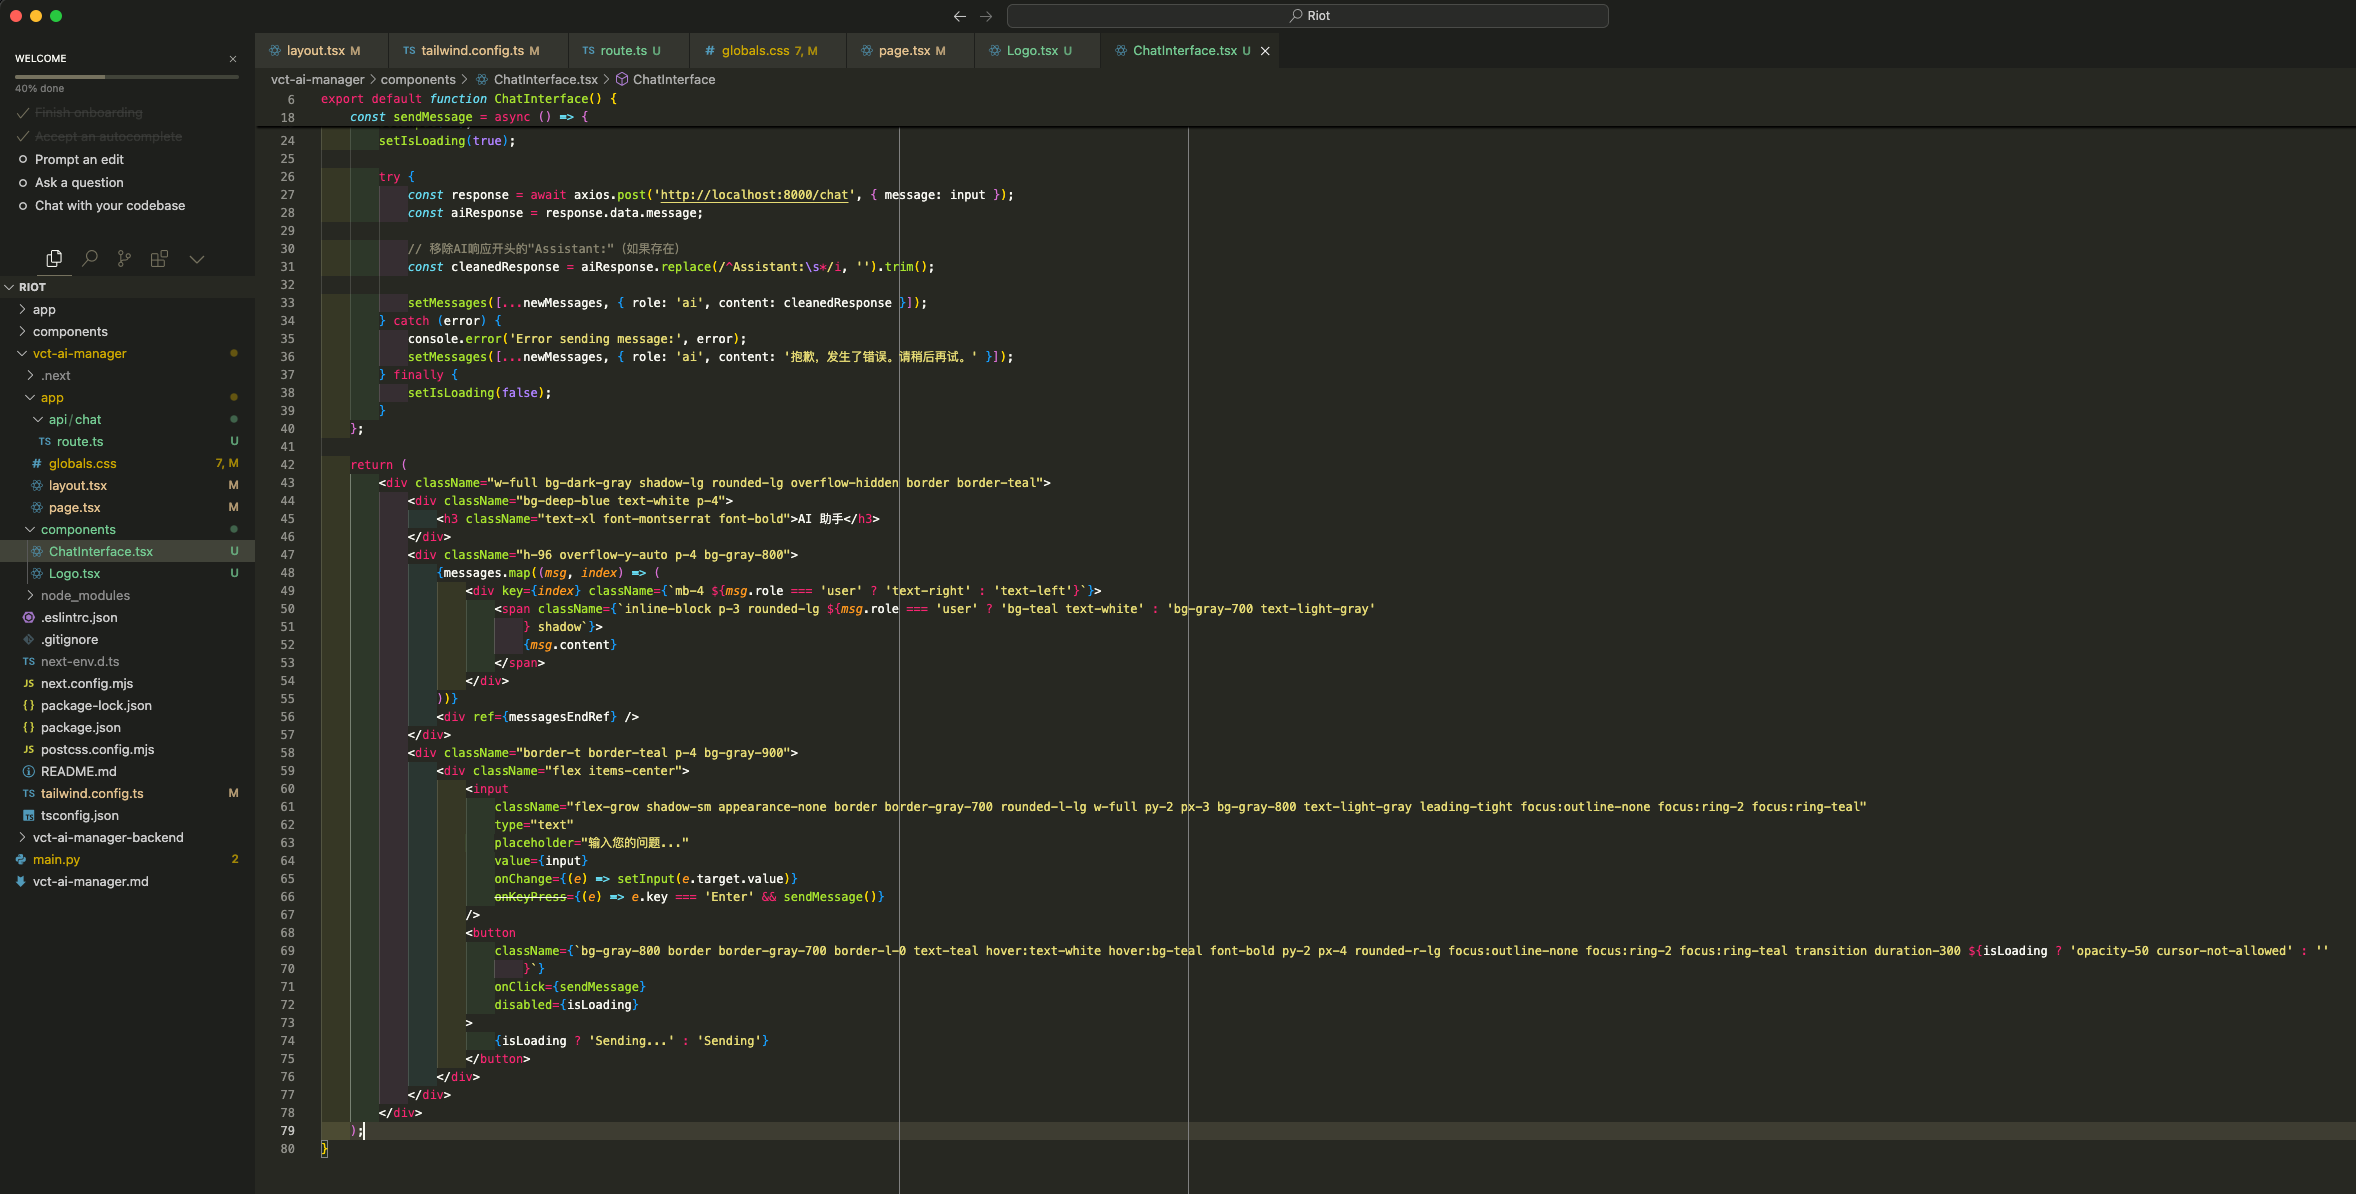 Riot
WELCOME
40% done
Finish onboarding
Accept an autocomplete
Prompt an edit
Ask a question
Chat with your codebase
RIOT
app
components
vct-ai-manager
.next
app
api/chat
TS route.ts U
# globals.css 7, M
layout.tsx M
page.tsx M
components
ChatInterface.tsx U
Logo.tsx U
node_modules
.eslintrc.json
.gitignore
TS next-env.d.ts
JS next.config.mjs
{} package-lock.json
{} package.json
JS postcss.config.mjs
README.md
TS tailwind.config.ts M
tsconfig.json
vct-ai-manager-backend
main.py 2
vct-ai-manager.md
layout.tsx M TS tailwind.config.ts M TS route.ts U # globals.css 7, M page.tsx M Logo.tsx U ChatInterface.tsx U
vct-ai-manager > components > ChatInterface.tsx > ChatInterface
6 export default function ChatInterface() {
18 const sendMessage = async () => {
24 setIsLoading(true);
25
26 try {
27 const response = await axios.post('http://localhost:8000/chat', { message: input });
28 const aiResponse = response.data.message;
29
30 // 移除AI响应开头的"Assistant:"（如果存在）
31 const cleanedResponse = aiResponse.replace(/^Assistant:\s*/i, '').trim();
32
33 setMessages([...newMessages, { role: 'ai', content: cleanedResponse }]);
34 } catch (error) {
35 console.error('Error sending message:', error);
36 setMessages([...newMessages, { role: 'ai', content: '抱歉，发生了错误。请稍后再试。' }]);
37 } finally {
38 setIsLoading(false);
39 }
40 };
41
42 return (
43 <div className="w-full bg-dark-gray shadow-lg rounded-lg overflow-hidden border border-teal">
44 <div className="bg-deep-blue text-white p-4">
45 <h3 className="text-xl font-montserrat font-bold">AI 助手</h3>
46 </div>
47 <div className="h-96 overflow-y-auto p-4 bg-gray-800">
48 {messages.map((msg, index) => (
49 <div key={index} className={`mb-4 ${msg.role === 'user' ? 'text-right' : 'text-left'}`}>
50 <span className={`inline-block p-3 rounded-lg ${msg.role === 'user' ? 'bg-teal text-white' : 'bg-gray-700 text-light-gray'
51 } shadow`}>
52 {msg.content}
53 </span>
54 </div>
55 ))}
56 <div ref={messagesEndRef} />
57 </div>
58 <div className="border-t border-teal p-4 bg-gray-900">
59 <div className="flex items-center">
60 <input
61 className="flex-grow shadow-sm appearance-none border border-gray-700 rounded-l-lg w-full py-2 px-3 bg-gray-800 text-light-gray leading-tight focus:outline-none focus:ring-2 focus:ring-teal"
62 type="text"
63 placeholder="输入您的问题..."
64 value={input}
65 onChange={(e) => setInput(e.target.value)}
66 onKeyPress={(e) => e.key === 'Enter' && sendMessage()}
67 />
68 <button
69 className={`bg-gray-800 border border-gray-700 border-l-0 text-teal hover:text-white hover:bg-teal font-bold py-2 px-4 rounded-r-lg focus:outline-none focus:ring-2 focus:ring-teal transition duration-300 ${isLoading ? 'opacity-50 cursor-not-allowed' : ''
70 }`}
71 onClick={sendMessage}
72 disabled={isLoading}
73 >
74 {isLoading ? 'Sending...' : 'Sending'}
75 </button>
76 </div>
77 </div>
78 </div>
79 );
80 }